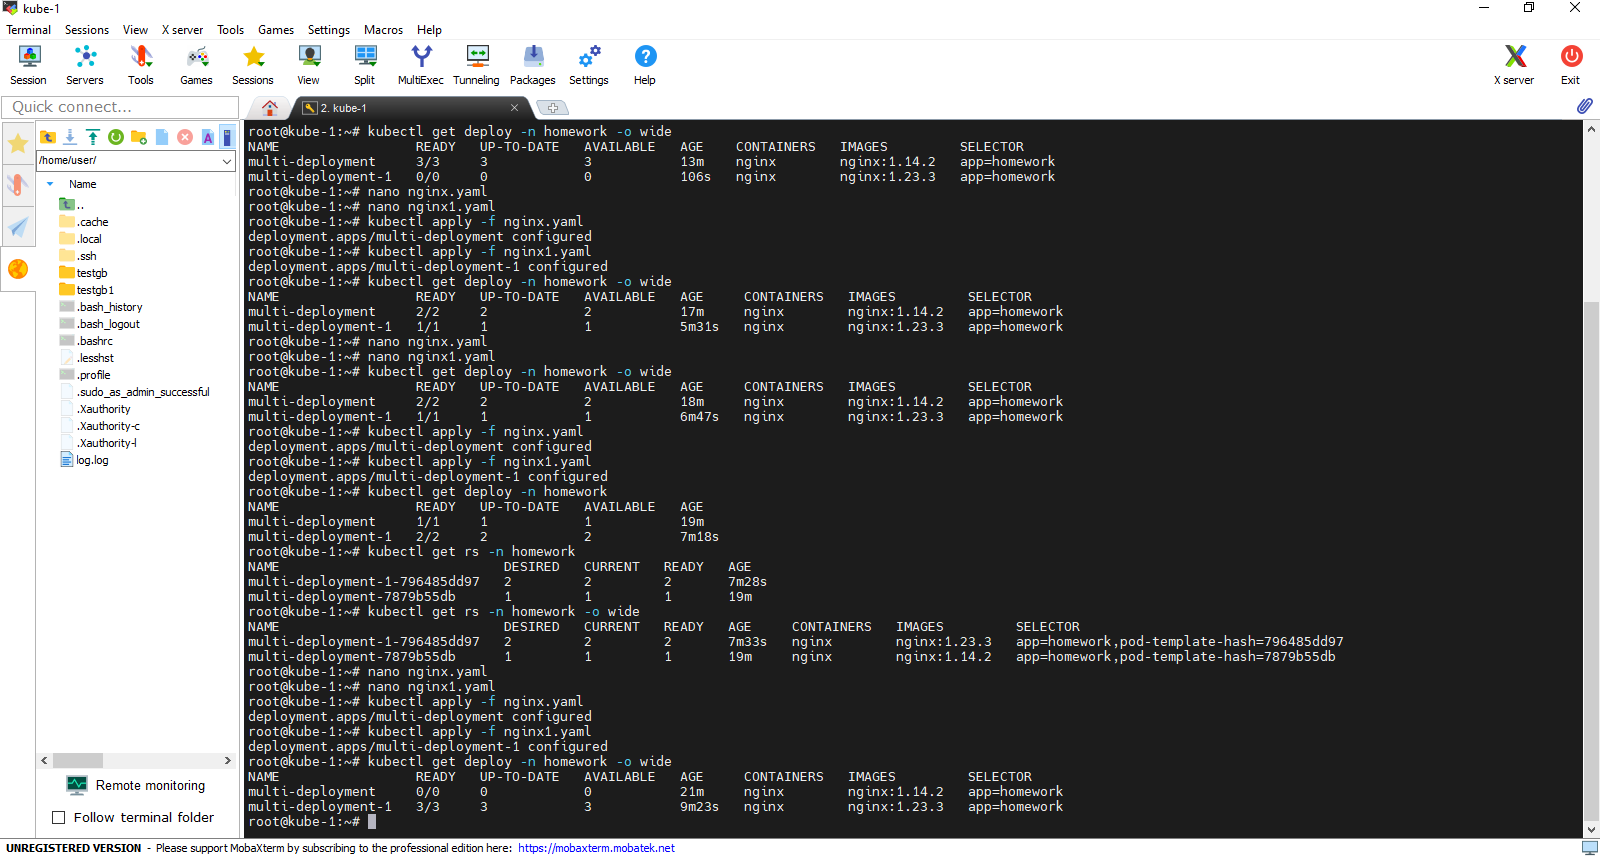 kube-1
Terminal Sessions View X server Tools Games Settings Macros Help
Session Servers Tools Games Sessions View Split MultiExec Tunneling Packages Settings Help X server Exit
Quick connect...
2. kube-1
/home/user/
Name
..
.cache
.local
.ssh
testgb
testgb1
.bash_history
.bash_logout
.bashrc
.lesshst
.profile
.sudo_as_admin_successful
.Xauthority
.Xauthority-c
.Xauthority-l
log.log
Remote monitoring
Follow terminal folder
root@kube-1:~# kubectl get deploy -n homework -o wide
NAME READY UP-TO-DATE AVAILABLE AGE CONTAINERS IMAGES SELECTOR
multi-deployment 3/3 3 3 13m nginx nginx:1.14.2 app=homework
multi-deployment-1 0/0 0 0 106s nginx nginx:1.23.3 app=homework
root@kube-1:~# nano nginx.yaml
root@kube-1:~# nano nginx1.yaml
root@kube-1:~# kubectl apply -f nginx.yaml
deployment.apps/multi-deployment configured
root@kube-1:~# kubectl apply -f nginx1.yaml
deployment.apps/multi-deployment-1 configured
root@kube-1:~# kubectl get deploy -n homework -o wide
NAME READY UP-TO-DATE AVAILABLE AGE CONTAINERS IMAGES SELECTOR
multi-deployment 2/2 2 2 17m nginx nginx:1.14.2 app=homework
multi-deployment-1 1/1 1 1 5m31s nginx nginx:1.23.3 app=homework
root@kube-1:~# nano nginx.yaml
root@kube-1:~# nano nginx1.yaml
root@kube-1:~# kubectl get deploy -n homework -o wide
NAME READY UP-TO-DATE AVAILABLE AGE CONTAINERS IMAGES SELECTOR
multi-deployment 2/2 2 2 18m nginx nginx:1.14.2 app=homework
multi-deployment-1 1/1 1 1 6m47s nginx nginx:1.23.3 app=homework
root@kube-1:~# kubectl apply -f nginx.yaml
deployment.apps/multi-deployment configured
root@kube-1:~# kubectl apply -f nginx1.yaml
deployment.apps/multi-deployment-1 configured
root@kube-1:~# kubectl get deploy -n homework
NAME READY UP-TO-DATE AVAILABLE AGE
multi-deployment 1/1 1 1 19m
multi-deployment-1 2/2 2 2 7m18s
root@kube-1:~# kubectl get rs -n homework
NAME DESIRED CURRENT READY AGE
multi-deployment-1-796485dd97 2 2 2 7m28s
multi-deployment-7879b55db 1 1 1 19m
root@kube-1:~# kubectl get rs -n homework -o wide
NAME DESIRED CURRENT READY AGE CONTAINERS IMAGES SELECTOR
multi-deployment-1-796485dd97 2 2 2 7m33s nginx nginx:1.23.3 app=homework,pod-template-hash=796485dd97
multi-deployment-7879b55db 1 1 1 19m nginx nginx:1.14.2 app=homework,pod-template-hash=7879b55db
root@kube-1:~# nano nginx.yaml
root@kube-1:~# nano nginx1.yaml
root@kube-1:~# kubectl apply -f nginx.yaml
deployment.apps/multi-deployment configured
root@kube-1:~# kubectl apply -f nginx1.yaml
deployment.apps/multi-deployment-1 configured
root@kube-1:~# kubectl get deploy -n homework -o wide
NAME READY UP-TO-DATE AVAILABLE AGE CONTAINERS IMAGES SELECTOR
multi-deployment 0/0 0 0 21m nginx nginx:1.14.2 app=homework
multi-deployment-1 3/3 3 3 9m23s nginx nginx:1.23.3 app=homework
root@kube-1:~#
UNREGISTERED VERSION - Please support MobaXterm by subscribing to the professional edition here: https://mobaxterm.mobatek.net